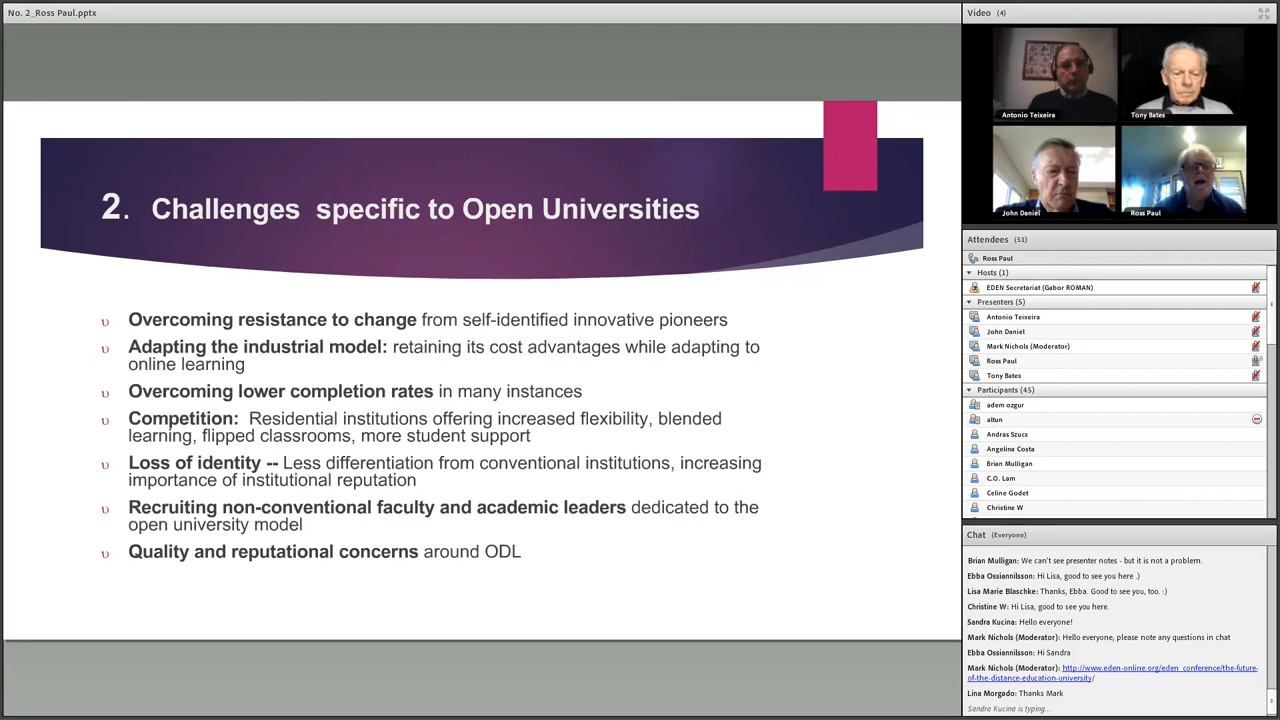 No. 2_Ross Paul.pptx
2. Challenges specific to Open Universities
υ Overcoming resistance to change from self-identified innovative pioneers
υ Adapting the industrial model: retaining its cost advantages while adapting to
online learning
υ Overcoming lower completion rates in many instances
υ Competition: Residential institutions offering increased flexibility, blended
learning, flipped classrooms, more student support
υ Loss of identity -- Less differentiation from conventional institutions, increasing
importance of institutional reputation
υ Recruiting non-conventional faculty and academic leaders dedicated to the
open university model
υ Quality and reputational concerns around ODL
Video (4)
Antonio Teixeira
Tony Bates
John Daniel
Ross Paul
Attendees (51)
Ross Paul
Hosts (1)
EDEN Secretariat (Gabor ROMAN)
Presenters (5)
Antonio Teixeira
John Daniel
Mark Nichols (Moderator)
Ross Paul
Tony Bates
Participants (45)
adem ozgur
altun
Andras Szucs
Angelina Costa
Brian Mulligan
C.O. Lam
Celine Godet
Christine W
Chat (Everyone)
Brian Mulligan: We can't see presenter notes - but it is not a problem.
Ebba Ossiannilsson: Hi Lisa, good to see you here .)
Lisa Marie Blaschke: Thanks, Ebba. Good to see you, too. :)
Christine W: Hi Lisa, good to see you here.
Sandra Kucina: Hello everyone!
Mark Nichols (Moderator): Hello everyone, please note any questions in chat
Ebba Ossiannilsson: Hi Sandra
Mark Nichols (Moderator): http://www.eden-online.org/eden_conference/the-future-
of-the-distance-education-university/
Lina Morgado: Thanks Mark
Sandra Kucina is typing...